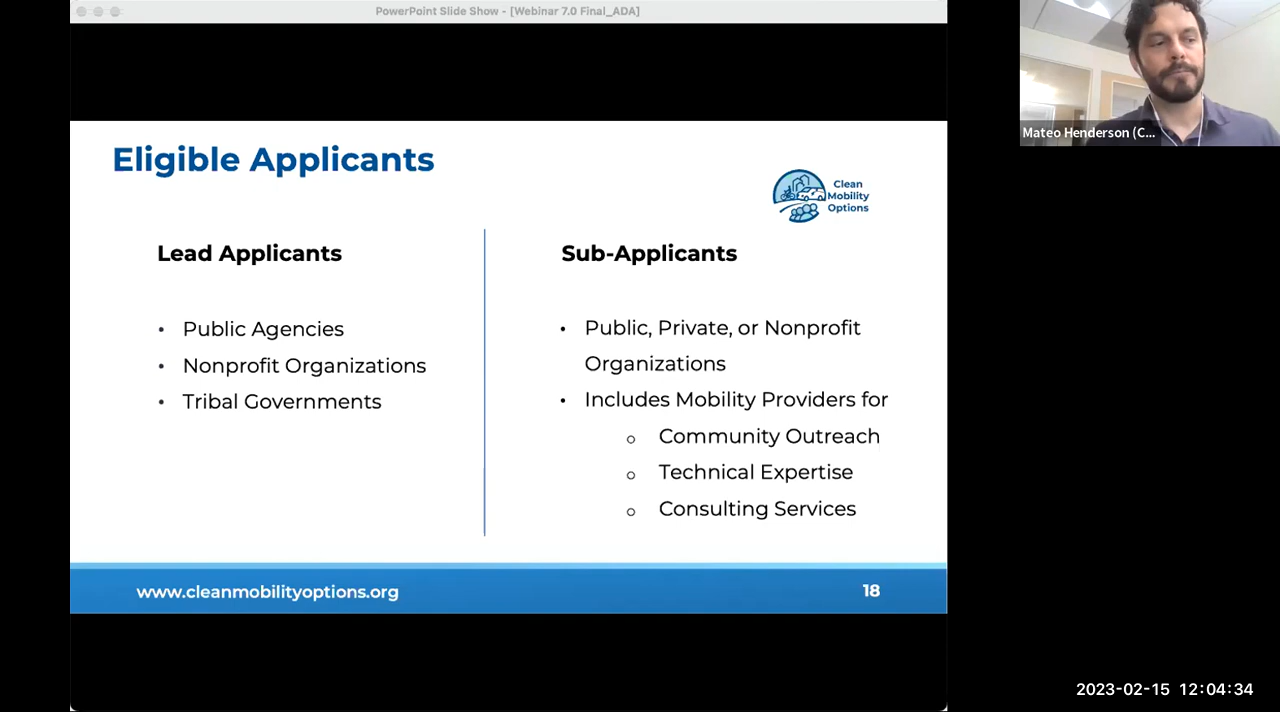 PowerPoint Slide Show - [Webinar 7.0 Final_ADA]
Mateo Henderson (C...
Eligible Applicants
Clean
Mobility
Options
Lead Applicants
• Public Agencies
• Nonprofit Organizations
• Tribal Governments
Sub-Applicants
• Public, Private, or Nonprofit
Organizations
• Includes Mobility Providers for
o Community Outreach
o Technical Expertise
o Consulting Services
www.cleanmobilityoptions.org
18
2023-02-15 12:04:34